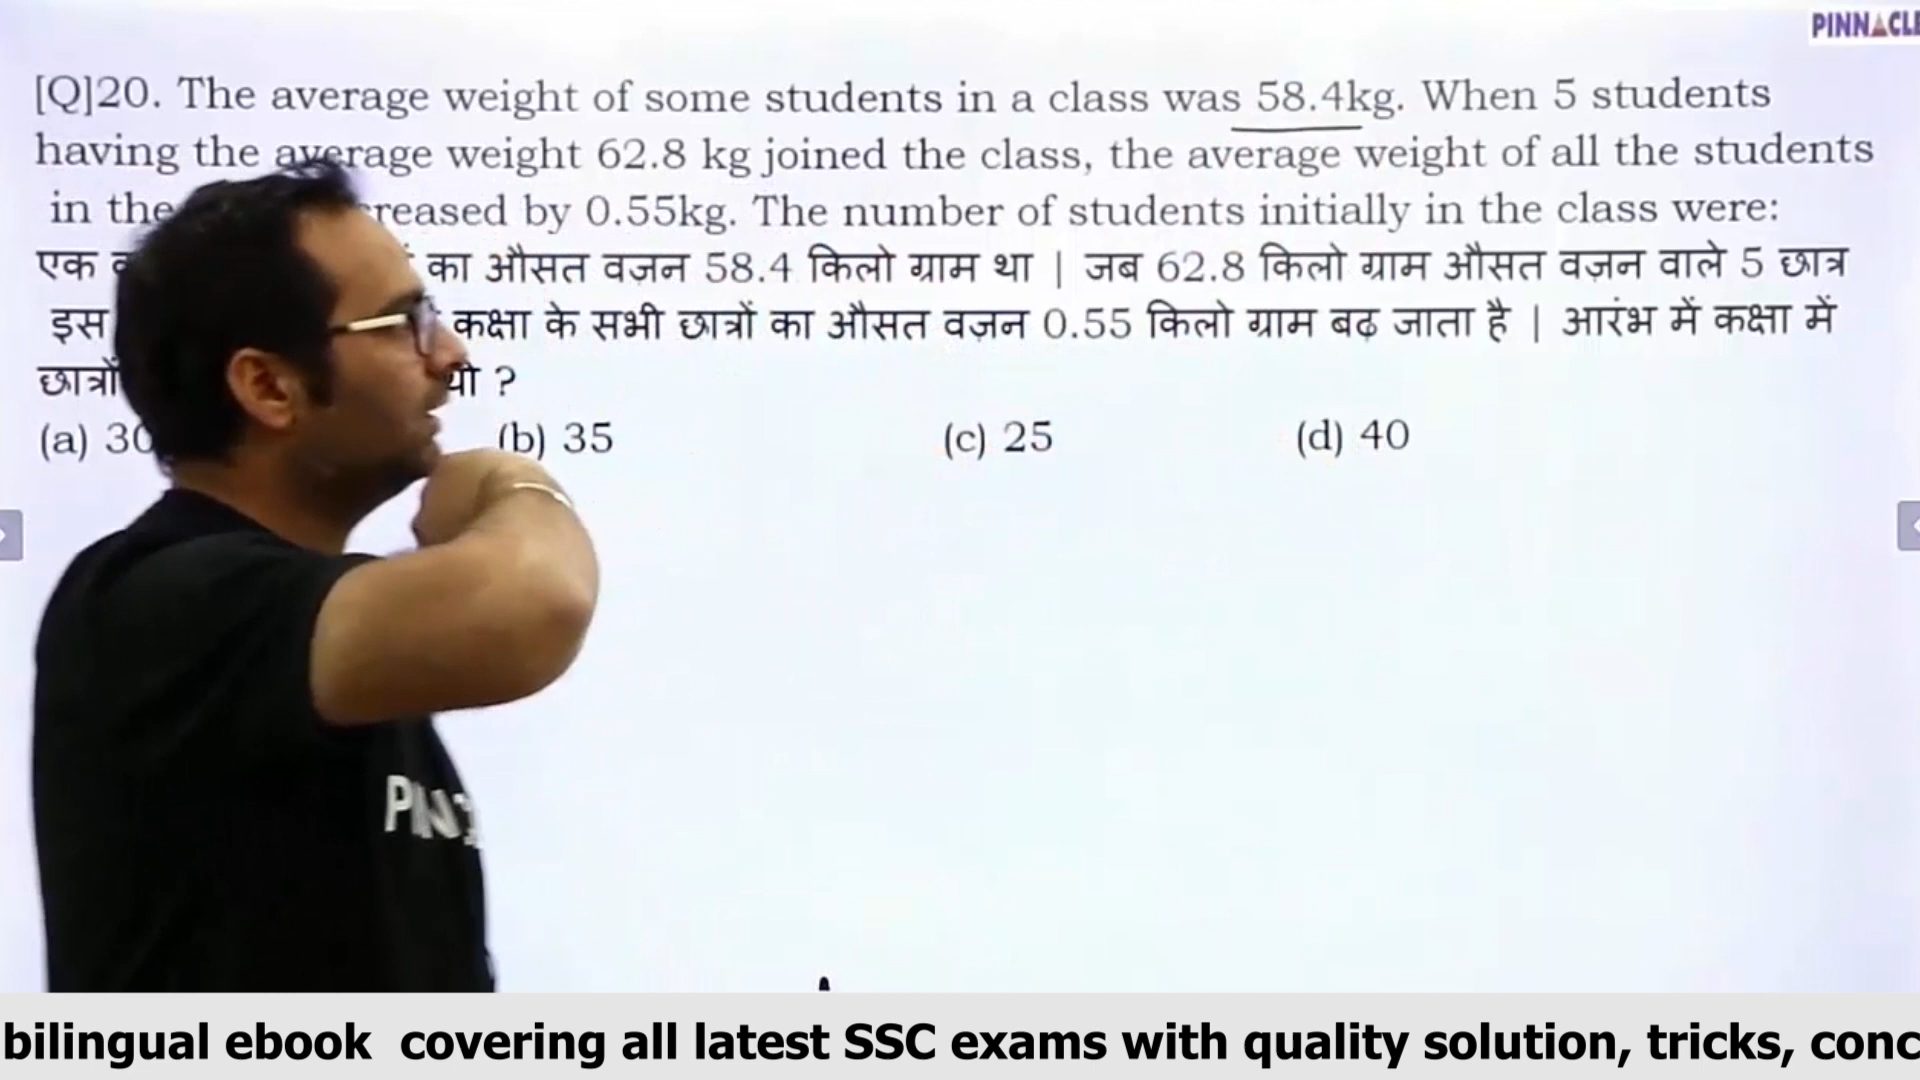 PINNACLE
[Q]20. The average weight of some students in a class was 58.4kg. When 5 students
having the average weight 62.8 kg joined the class, the average weight of all the students
in the reased by 0.55kg. The number of students initially in the class were:
एक का औसत वज़न 58.4 किलो ग्राम था | जब 62.8 किलो ग्राम औसत वज़न वाले 5 छात्र
इस कक्षा के सभी छात्रों का औसत वज़न 0.55 किलो ग्राम बढ़ जाता है | आरंभ में कक्षा में
छात्रों थी ?
(a) 30 (b) 35 (c) 25 (d) 40
bilingual ebook covering all latest SSC exams with quality solution, tricks, conc